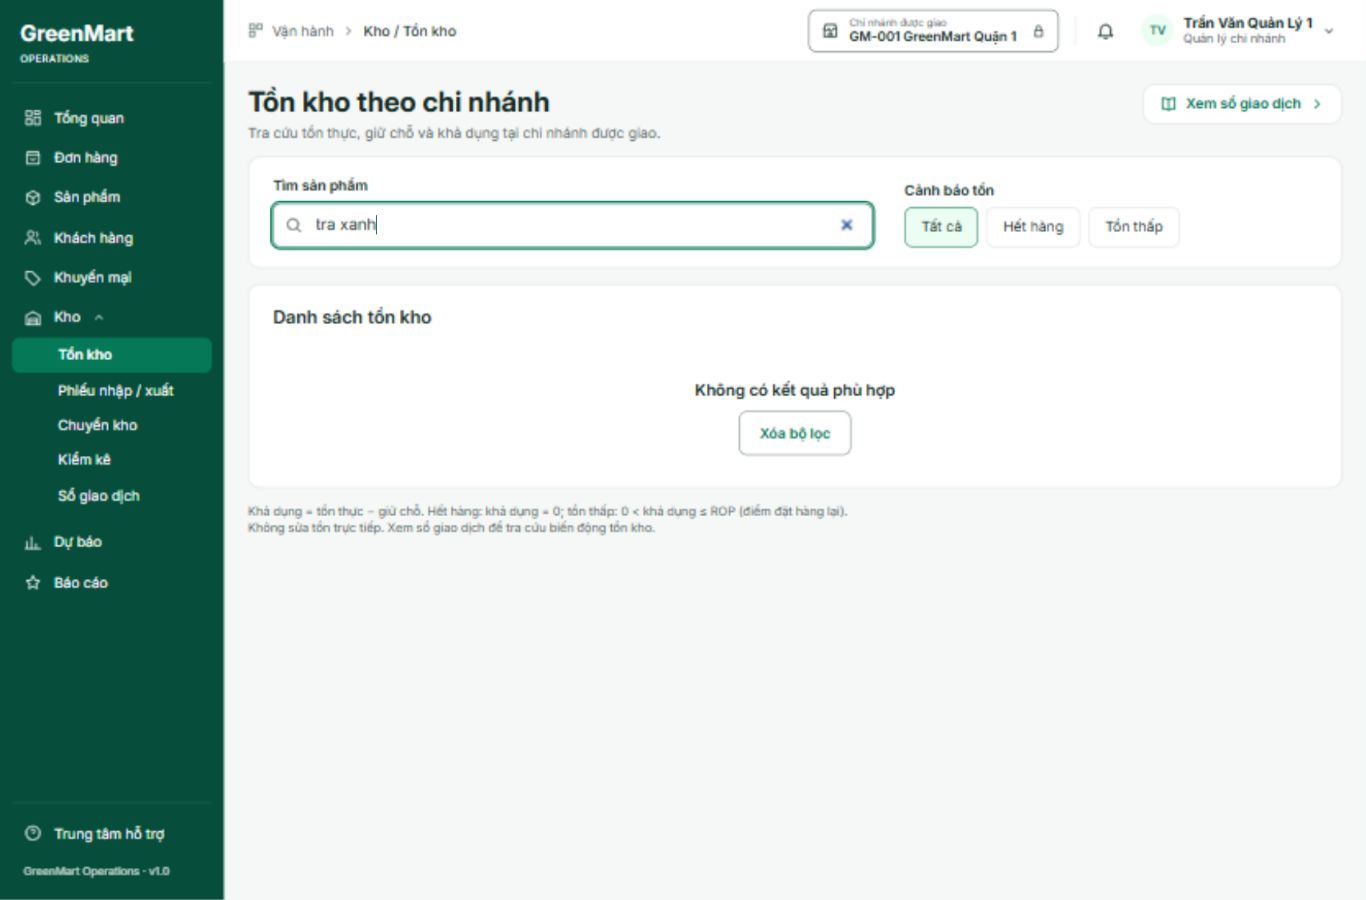 GreenMart
OPERATIONS
Tổng quan
Đơn hàng
Sản phẩm
Khách hàng
Khuyến mại
Kho
Tồn kho
Phiếu nhập / xuất
Chuyển kho
Kiểm kê
Sổ giao dịch
Dự báo
Báo cáo
Trung tâm hỗ trợ
GreenMart Operations - v1.0
Vận hành > Kho / Tồn kho
Chi nhánh được giao
GM-001 GreenMart Quận 1
TV
Trần Văn Quản Lý 1
Quản lý chi nhánh
Tồn kho theo chi nhánh
Tra cứu tồn thực, giữ chỗ và khả dụng tại chi nhánh được giao.
Xem sổ giao dịch >
Tìm sản phẩm
tra xanh
Cảnh báo tồn
Tất cả
Hết hàng
Tồn thấp
Danh sách tồn kho
Không có kết quả phù hợp
Xóa bộ lọc
Khả dụng = tồn thực − giữ chỗ. Hết hàng: khả dụng = 0; tồn thấp: 0 < khả dụng ≤ ROP (điểm đặt hàng lại).
Không sửa tồn trực tiếp. Xem sổ giao dịch để tra cứu biến động tồn kho.